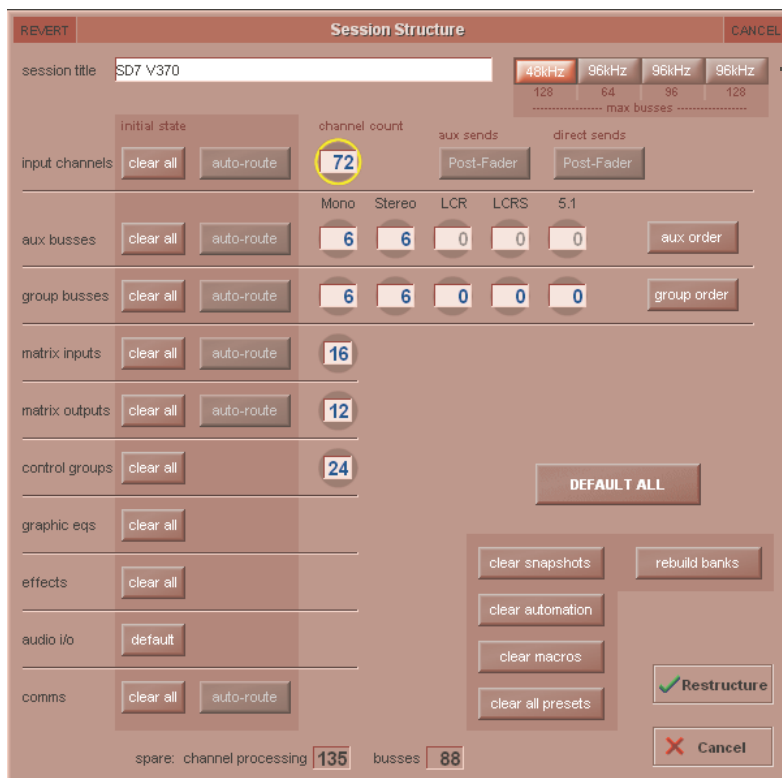 REVERT Session Structure CANCEL
session title SD7 V370 48kHz 96kHz 96kHz 96kHz
128 64 96 128
max busses
initial state channel count aux sends direct sends
input channels clear all auto-route 72 Post-Fader Post-Fader
Mono Stereo LCR LCRS 5.1
aux busses clear all auto-route 6 6 0 0 0 aux order
group busses clear all auto-route 6 6 0 0 0 group order
matrix inputs clear all auto-route 16
matrix outputs clear all auto-route 12
control groups clear all 24
DEFAULT ALL
graphic eqs clear all
clear snapshots rebuild banks
effects clear all
clear automation
audio i/o default
clear macros
comms clear all auto-route
clear all presets
Restructure
Cancel
spare: channel processing 135 busses 88